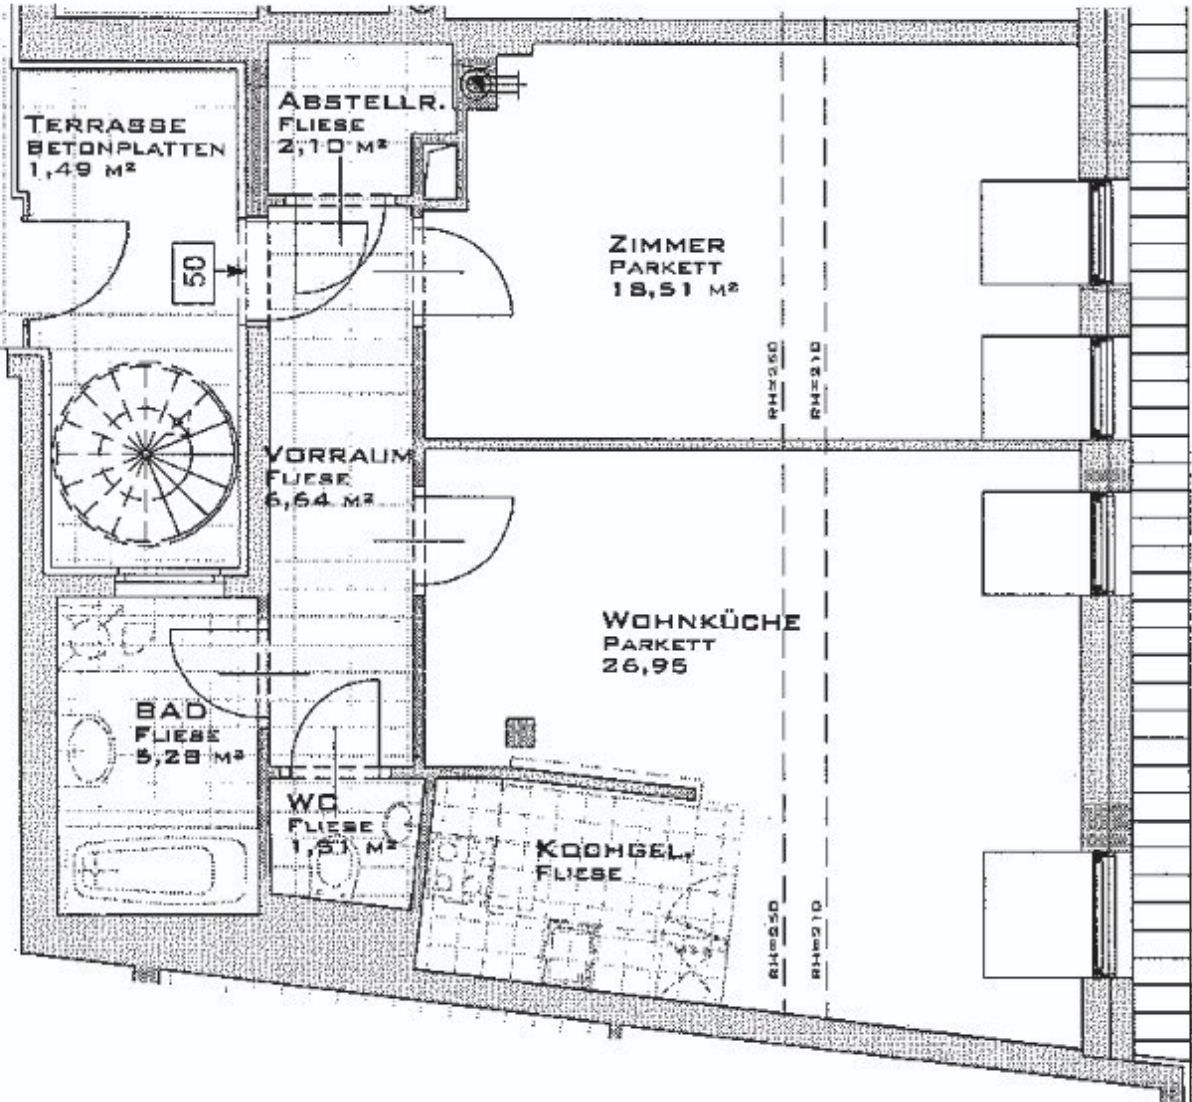 ABSTELLR.
FLIESE
2,10 M²
TERRASSE
BETONPLATTEN
1,49 M²
50
ZIMMER
PARKETT
18,51 M²
RH=250
RH=210
VORRAUM
FLIESE
6,64 M²
WOHNKÜCHE
PARKETT
26,95
BAD
FLIESE
5,28 M²
WC
FLIESE
1,51 M²
KOCHGEL.
FLIESE
RH=250
RH=210